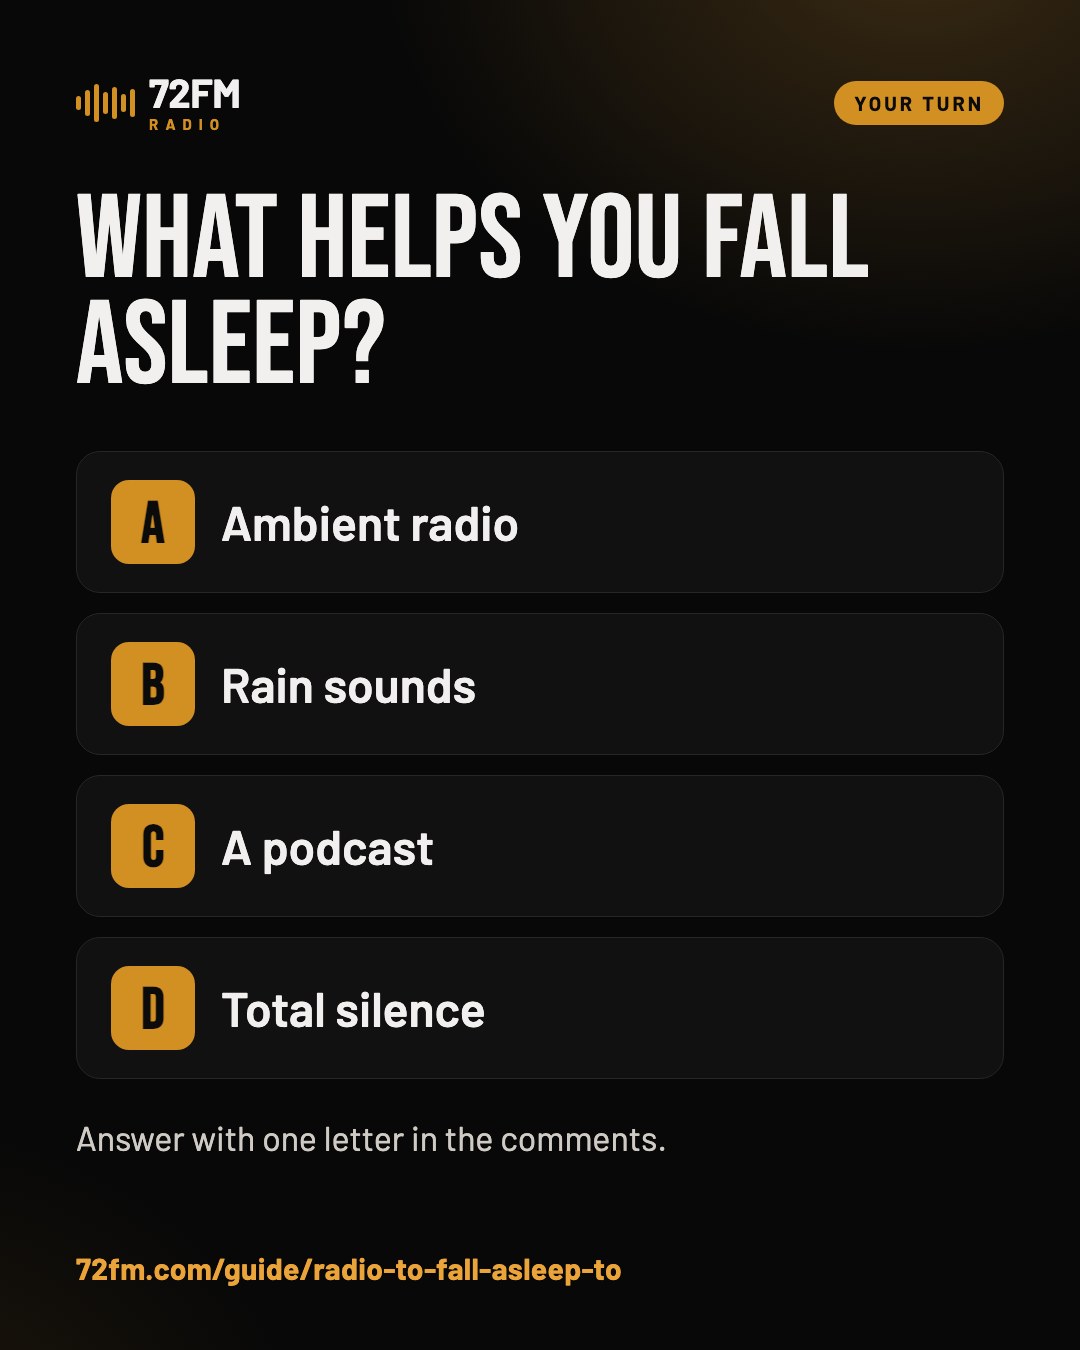 72FM
RADIO
YOUR TURN
WHAT HELPS YOU FALL
ASLEEP?
A Ambient radio
B Rain sounds
C A podcast
D Total silence
Answer with one letter in the comments.
72fm.com/guide/radio-to-fall-asleep-to